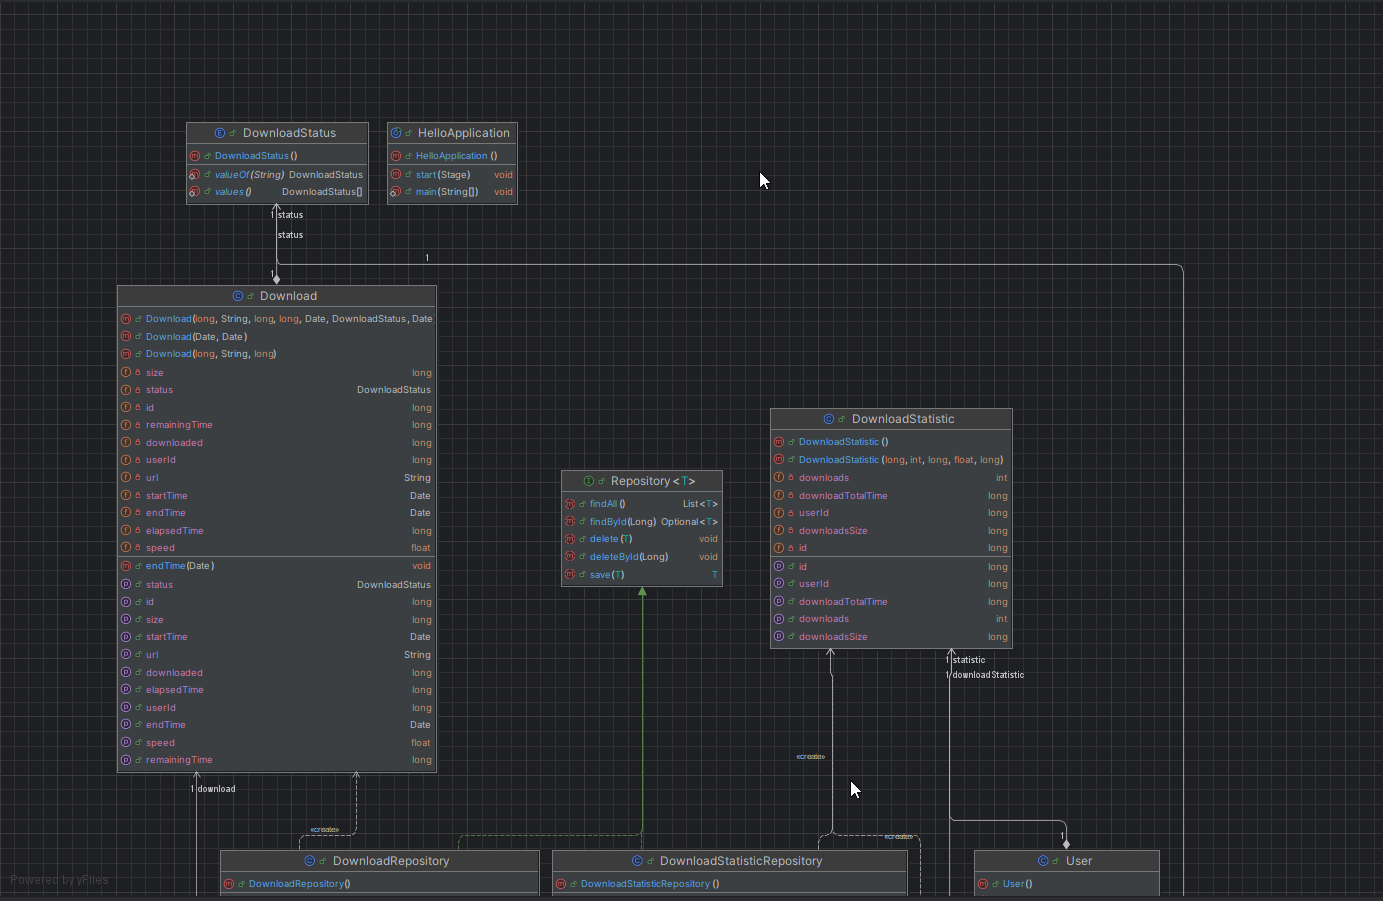 DownloadStatus
DownloadStatus()
valueOf(String) DownloadStatus
values() DownloadStatus[]
HelloApplication
HelloApplication()
start(Stage) void
main(String[]) void
1 status
status
1
1
Download
Download(long, String, long, long, Date, DownloadStatus, Date
Download(Date, Date)
Download(long, String, long)
size long
status DownloadStatus
id long
remainingTime long
downloaded long
userId long
url String
startTime Date
endTime Date
elapsedTime long
speed float
endTime(Date) void
status DownloadStatus
id long
size long
startTime Date
url String
downloaded long
elapsedTime long
userId long
endTime Date
speed float
remainingTime long
Repository<T>
findAll() List<T>
findById(Long) Optional<T>
delete(T) void
deleteById(Long) void
save(T) T
DownloadStatistic
DownloadStatistic()
DownloadStatistic(long, int, long, float, long)
downloads int
downloadTotalTime long
userId long
downloadsSize long
id long
id long
userId long
downloadTotalTime long
downloads int
downloadsSize long
1 statistic
1 downloadStatistic
«create»
1 download
«create»
«create»
1
DownloadRepository
DownloadRepository()
DownloadStatisticRepository
DownloadStatisticRepository()
User
User()
Powered by yFiles